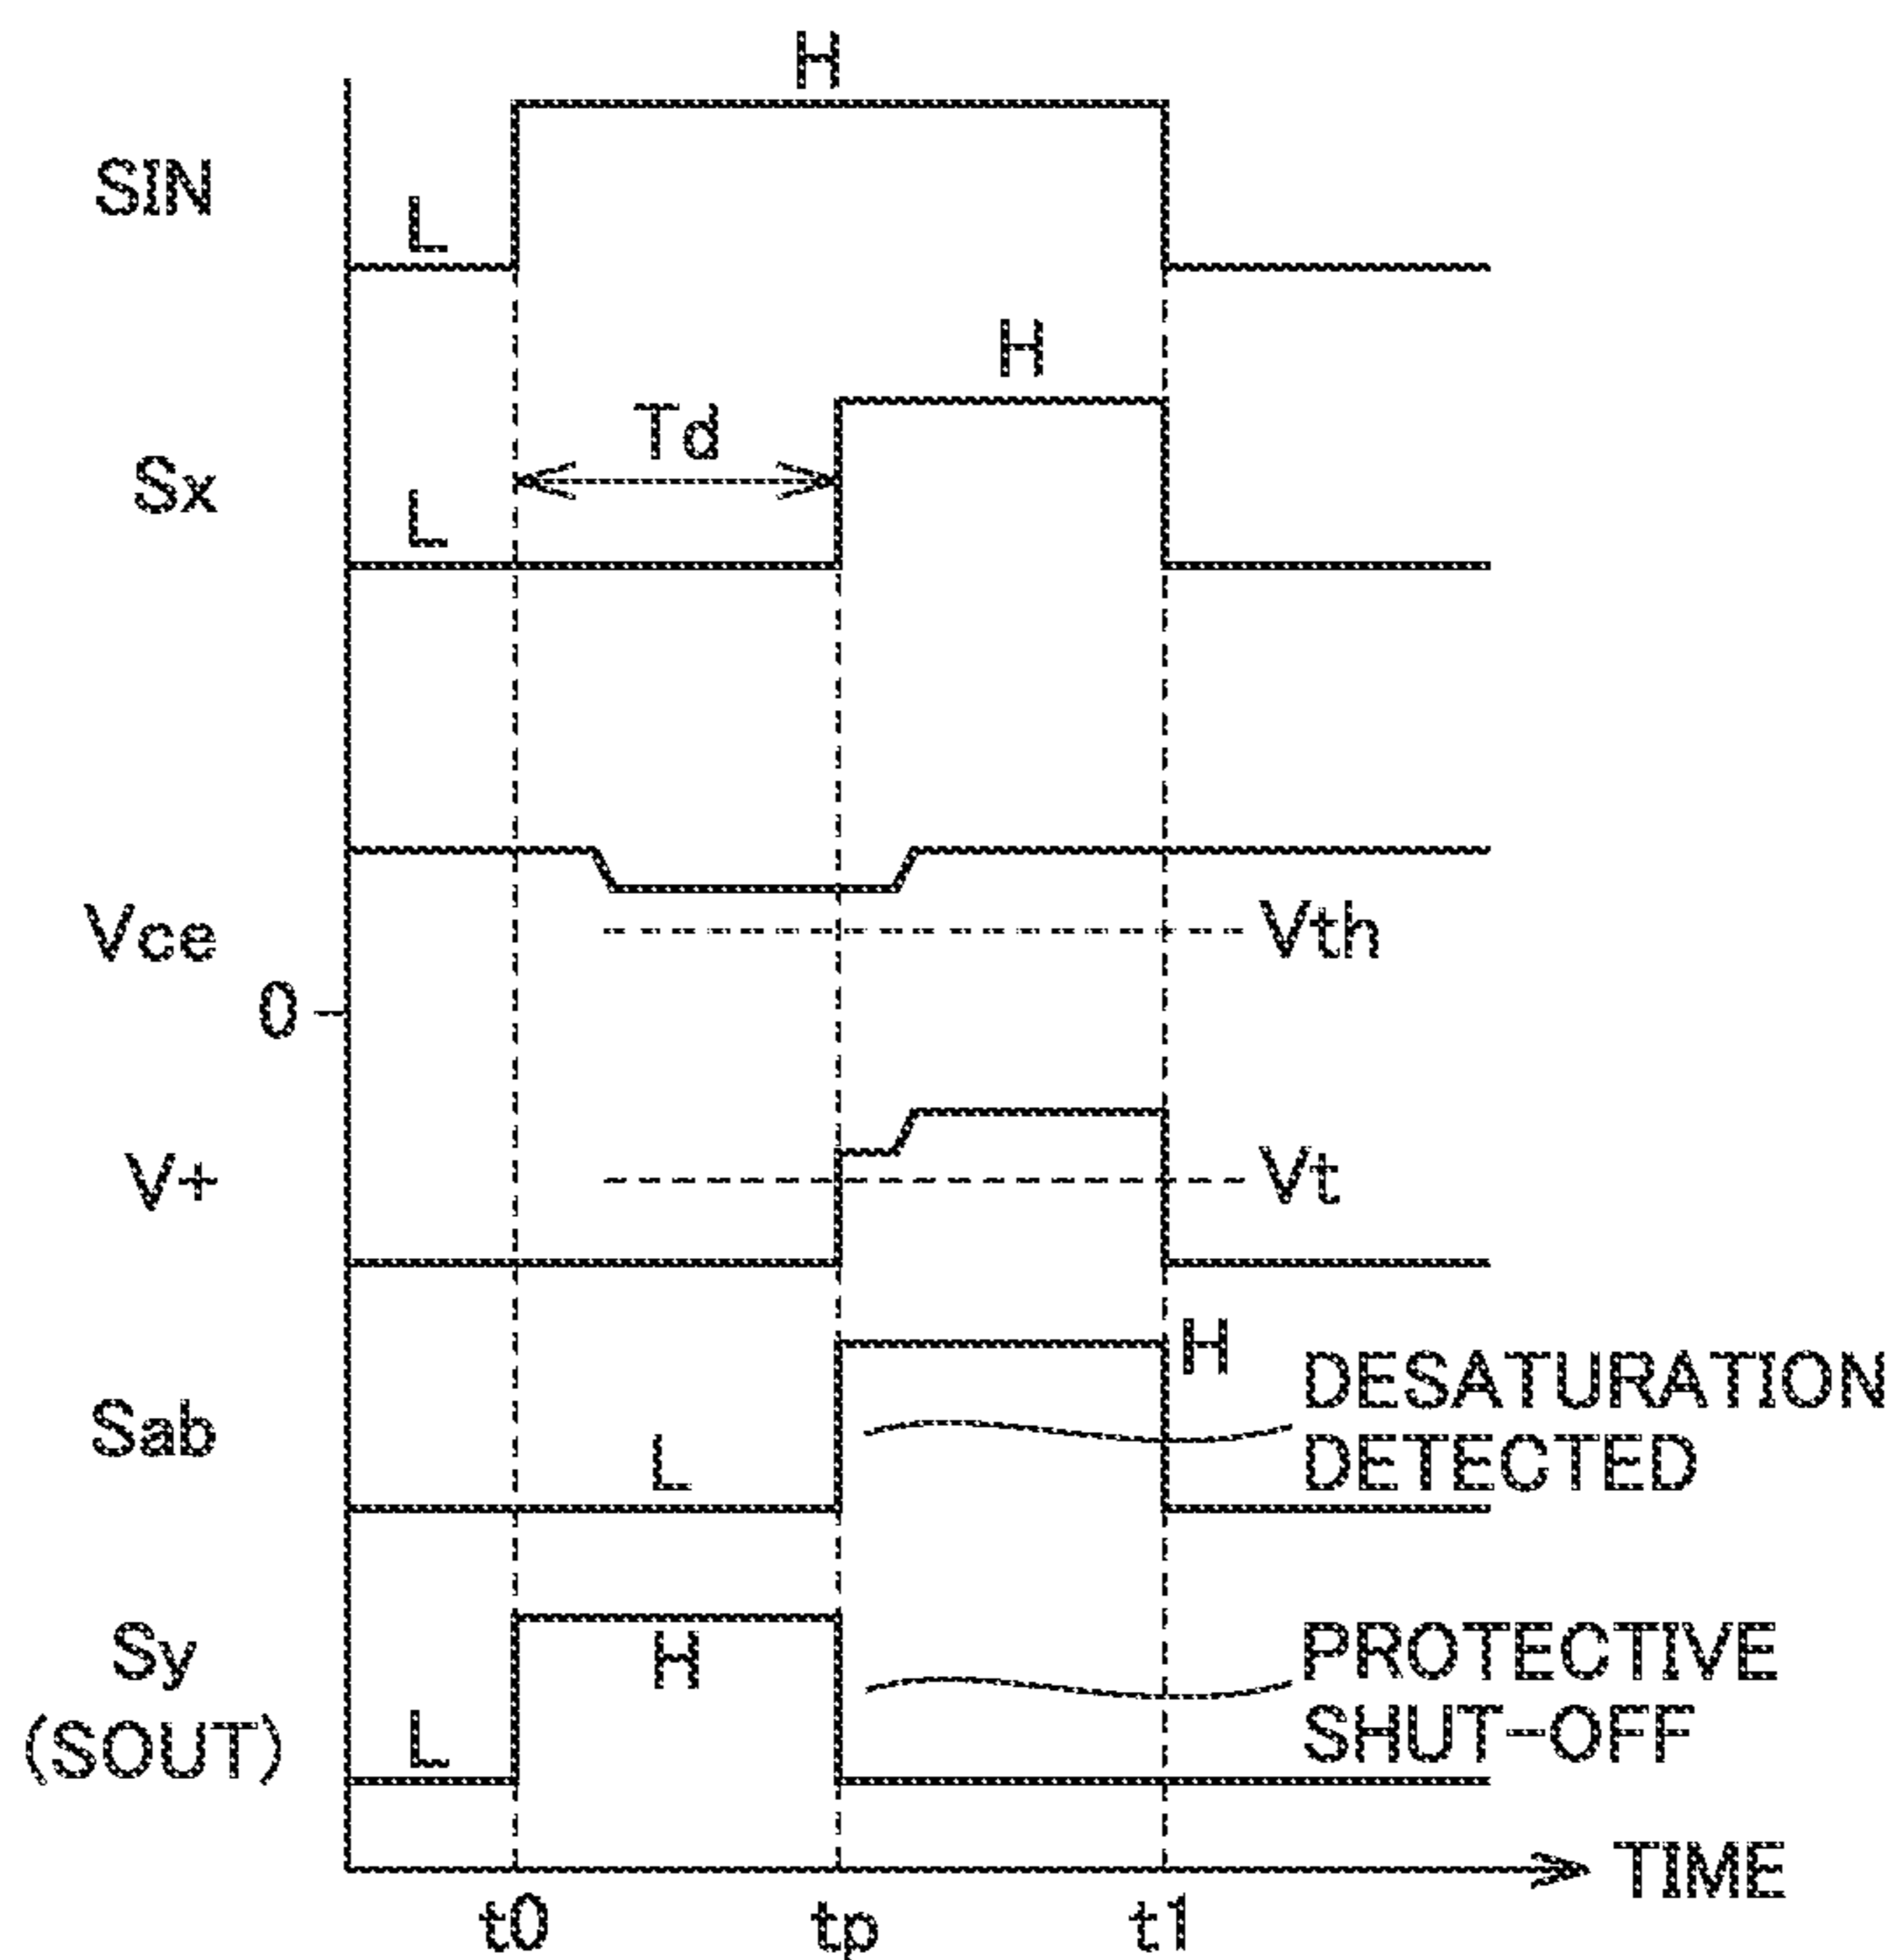 H
SIN
L
H
Td
Sx
L
Vce
Vth
0
V+
Vt
H
Sab
L
DESATURATION
DETECTED
Sy
(SOUT)
L
H
PROTECTIVE
SHUT-OFF
TIME
t0
tp
t1